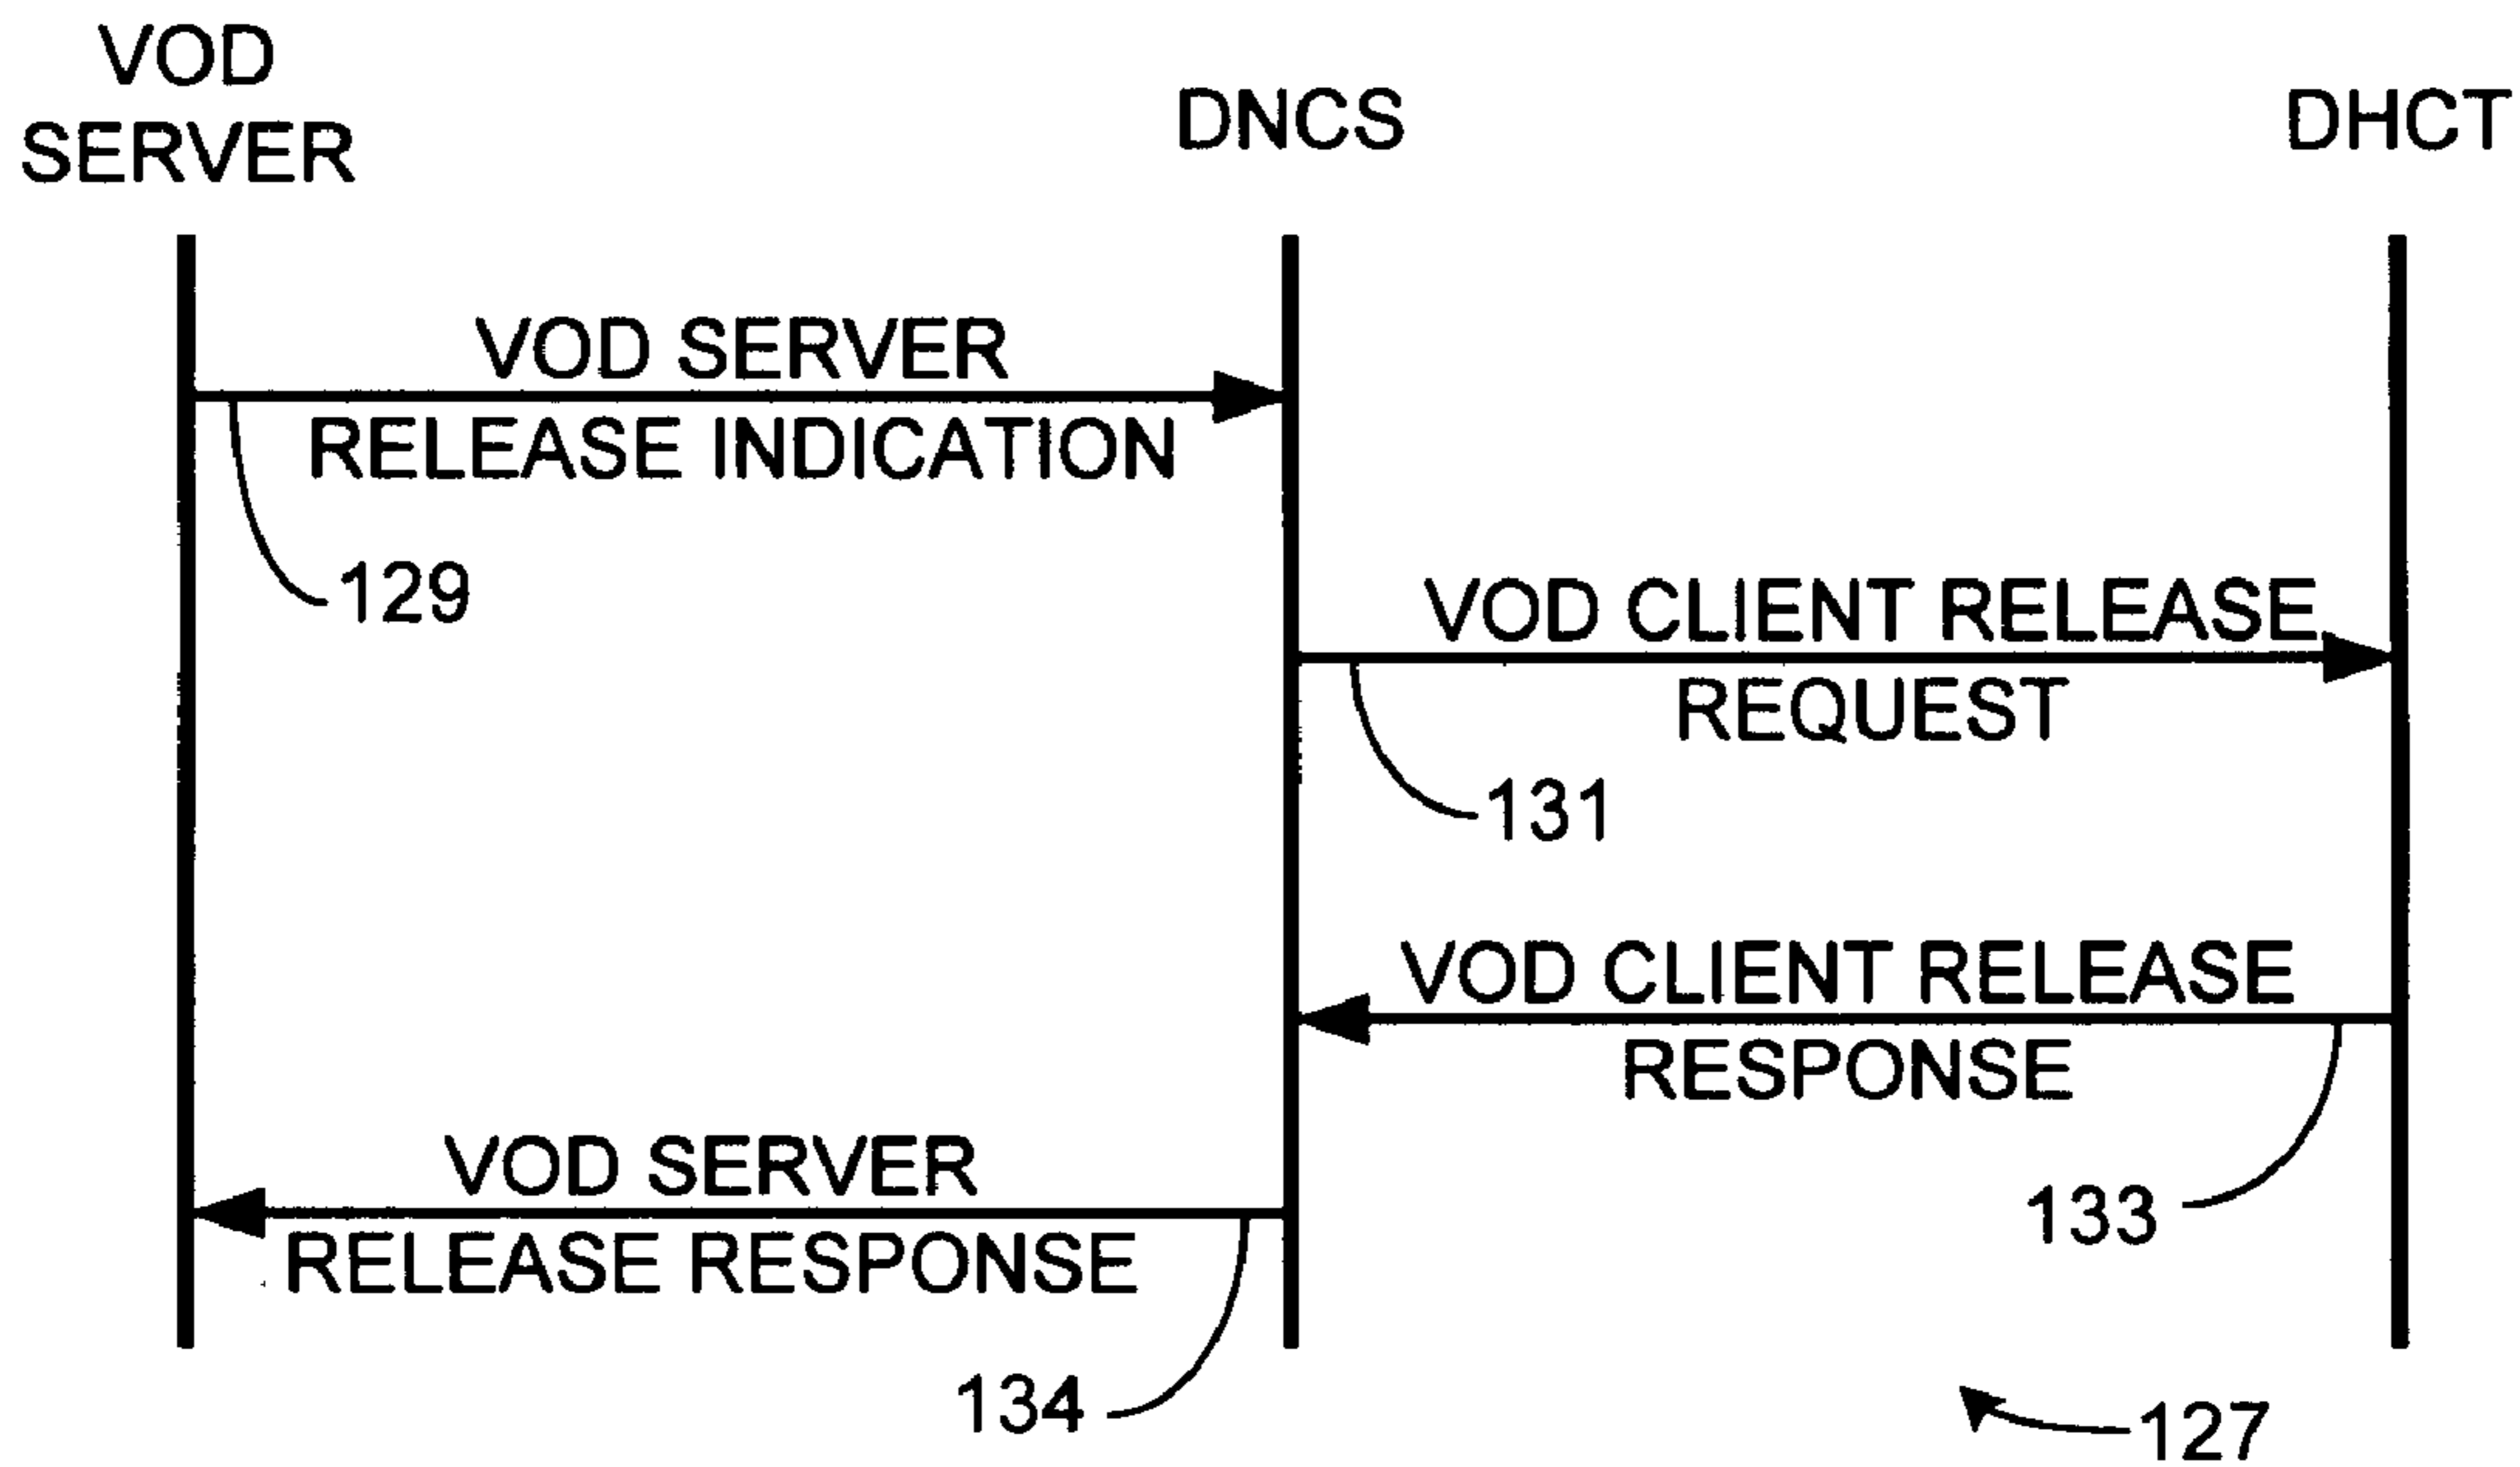 VOD
SERVER
DNCS
DHCT
VOD SERVER
RELEASE INDICATION
129
VOD CLIENT RELEASE
REQUEST
131
VOD CLIENT RELEASE
RESPONSE
133
VOD SERVER
RELEASE RESPONSE
134
127